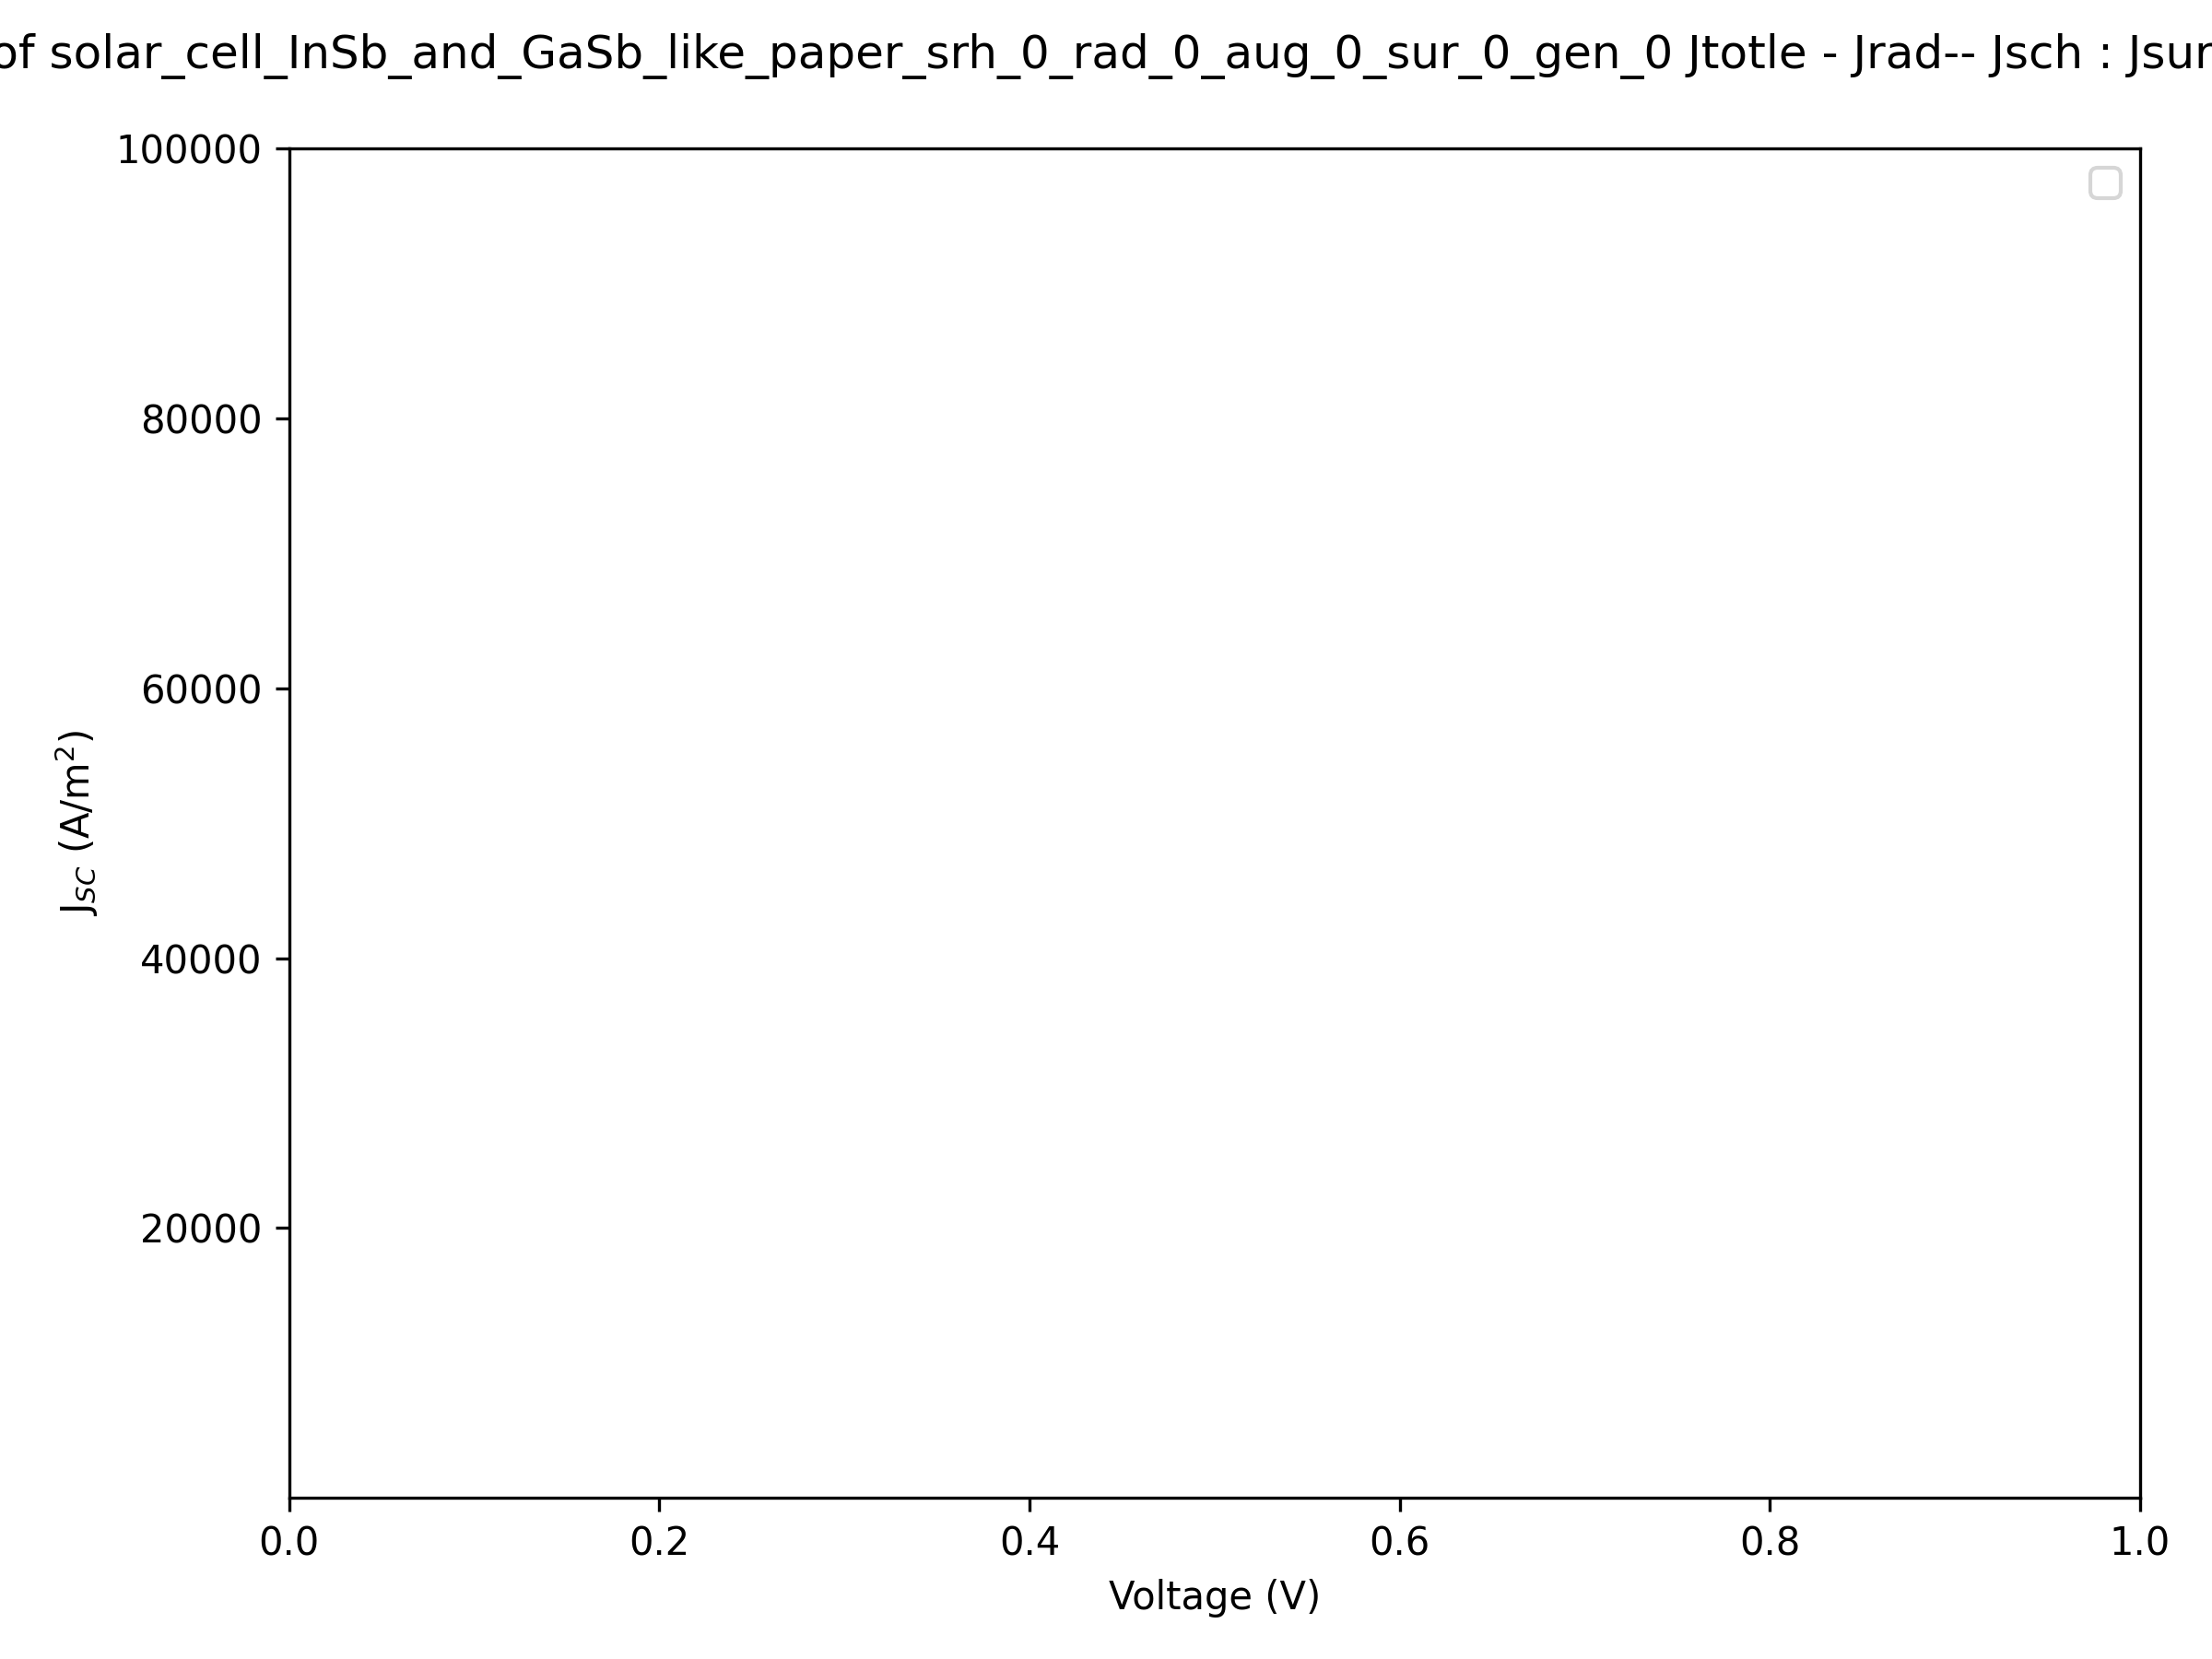 of solar_cell_InSb_and_GaSb_like_paper_srh_0_rad_0_aug_0_sur_0_gen_0 Jtotle - Jrad-- Jsch : Jsur
100000
80000
60000
40000
20000
J_SC (A/m²)
0.0 0.2 0.4 0.6 0.8 1.0
Voltage (V)